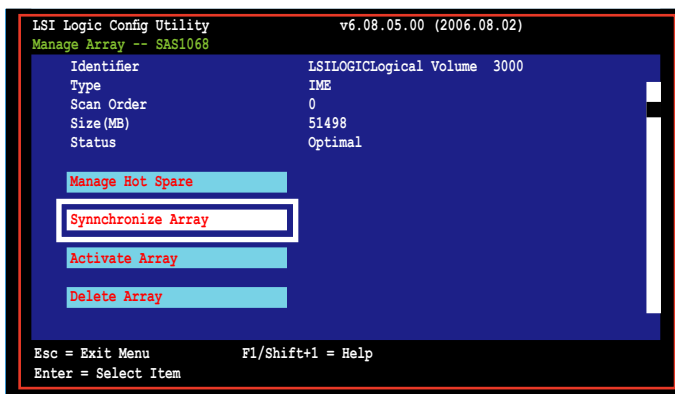 LSI Logic Config Utility v6.08.05.00 (2006.08.02)
Manage Array -- SAS1068
Identifier LSILOGICLogical Volume 3000
Type IME
Scan Order 0
Size(MB) 51498
Status Optimal
Manage Hot Spare
Synnchronize Array
Activate Array
Delete Array
Esc = Exit Menu F1/Shift+1 = Help
Enter = Select Item